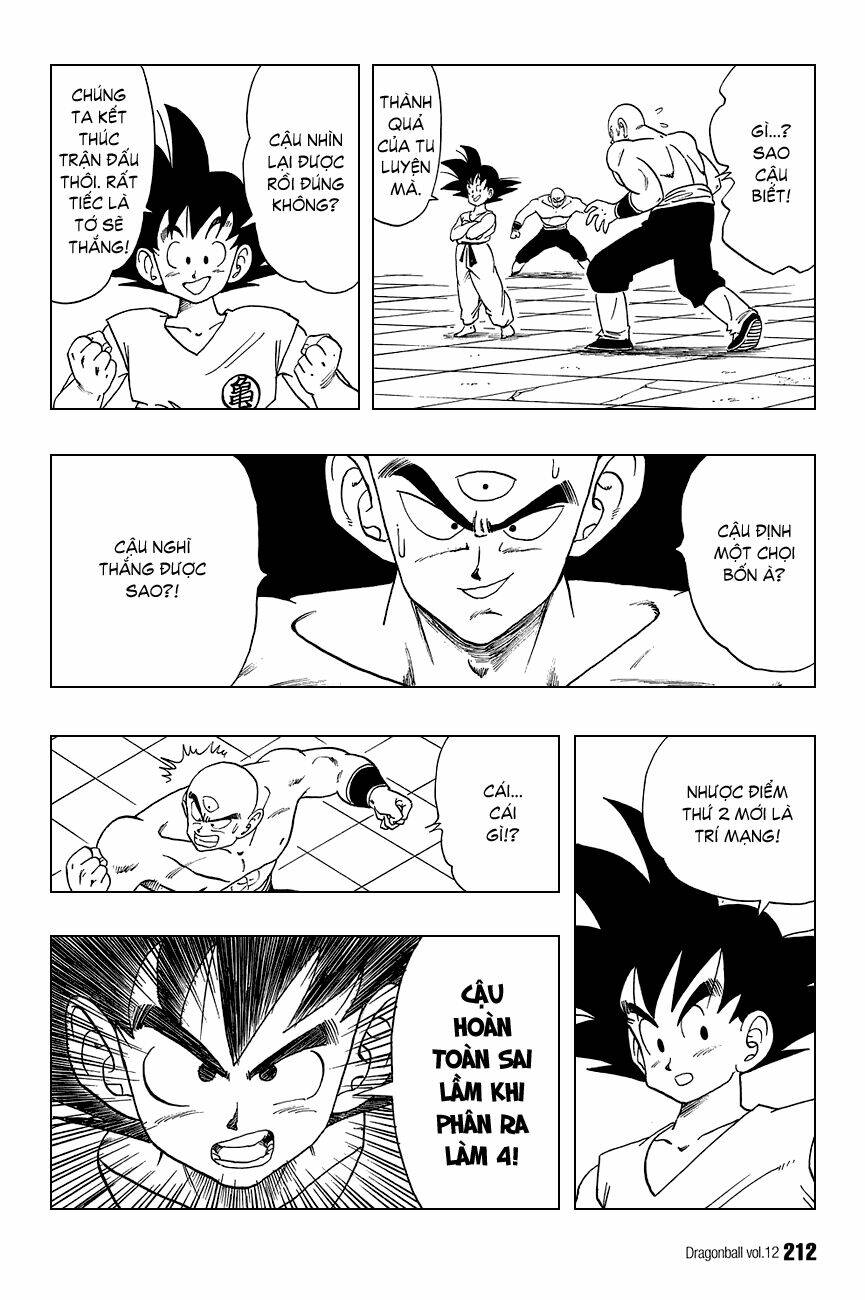 GÌ...?
SAO
CẬU
BIẾT!
THÀNH
QUẢ
CỦA TU
LUYỆN
MÀ.
CẬU NHÌN
LẠI ĐƯỢC
RỒI ĐÚNG
KHÔNG?
CHÚNG
TA KẾT
THÚC
TRẬN ĐẤU
THÔI. RẤT
TIẾC LÀ
TỚ SẼ
THẮNG!
亀
CẬU ĐỊNH
MỘT CHỌI
BỐN À?
CẬU NGHĨ
THẮNG ĐƯỢC
SAO?!
NHƯỢC ĐIỂM
THỨ 2 MỚI LÀ
TRÍ MẠNG!
CÁI...
CÁI
GÌ!?
CẬU
HOÀN
TOÀN SAI
LẦM KHI
PHÂN RA
LÀM 4!
Dragonball vol.12 212